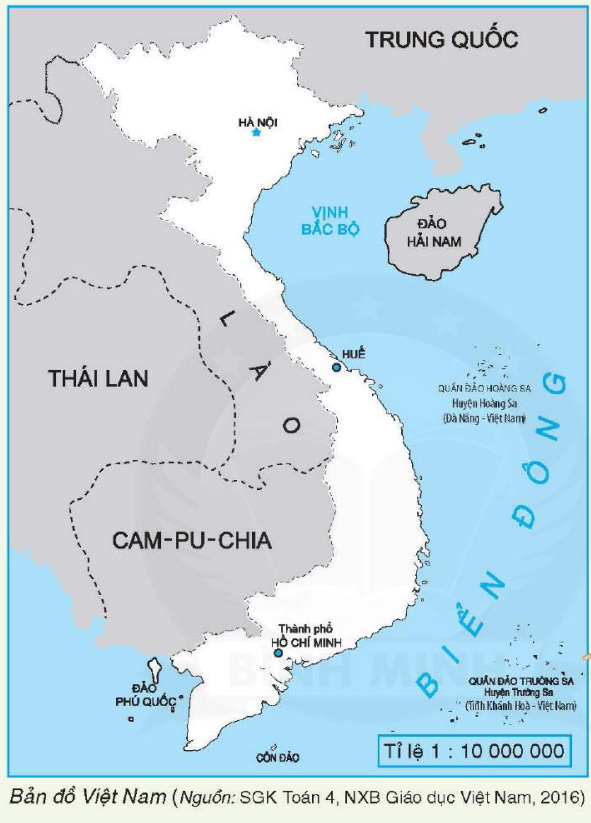 TRUNG QUỐC
HÀ NỘI
VỊNH
BẮC BỘ
ĐẢO
HẢI NAM
LÀO
HUẾ
THÁI LAN
QUẦN ĐẢO HOÀNG SA
Huyện Hoàng Sa
(Đà Nẵng - Việt Nam)
BIỂN ĐÔNG
CAM-PU-CHIA
Thành phố
HỒ CHÍ MINH
BÌNH MINH
ĐẢO
PHÚ QUỐC
QUẦN ĐẢO TRƯỜNG SA
Huyện Trường Sa
(Tỉnh Khánh Hoà - Việt Nam)
CÔN ĐẢO
Tỉ lệ 1 : 10 000 000
Bản đồ Việt Nam (Nguồn: SGK Toán 4, NXB Giáo dục Việt Nam, 2016)